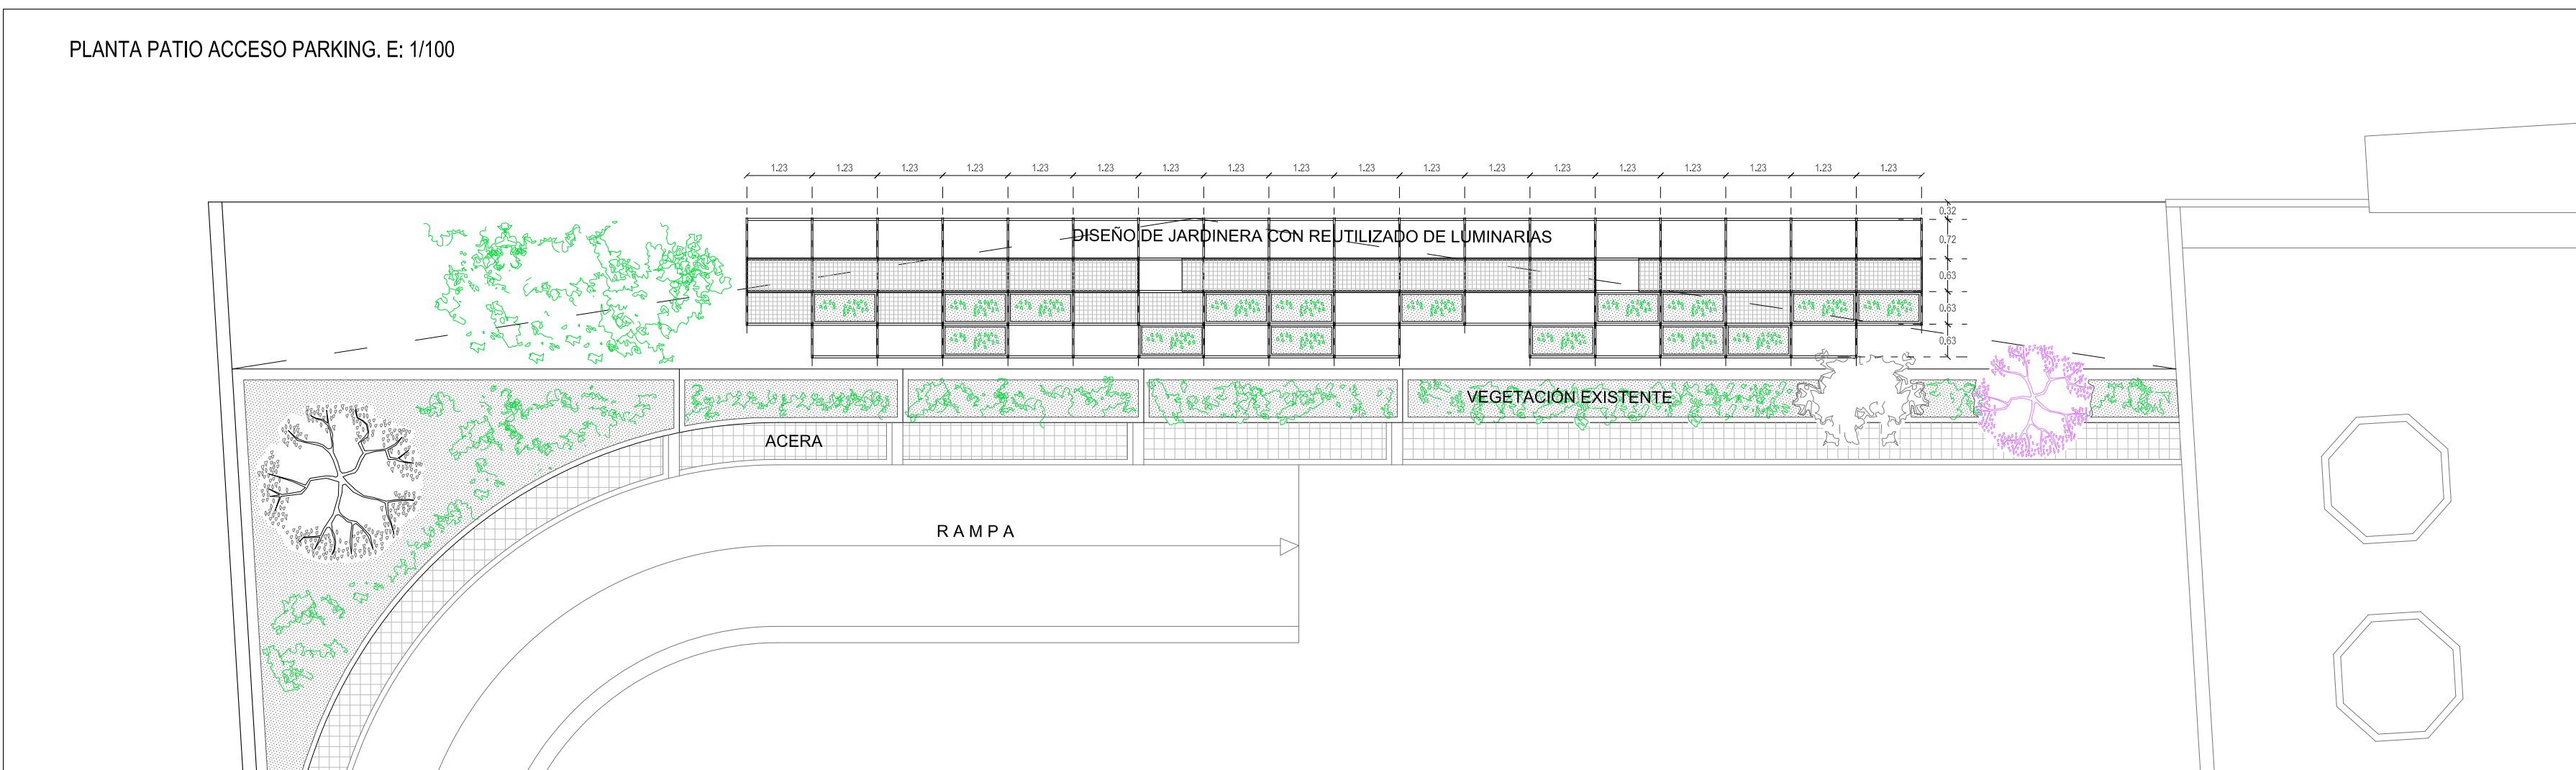 PLANTA PATIO ACCESO PARKING. E: 1/100
1.23 1.23 1.23 1.23 1.23 1.23 1.23 1.23 1.23 1.23 1.23 1.23 1.23 1.23 1.23 1.23 1.23 1.23
0.32
DISEÑO DE JARDINERA CON REUTILIZADO DE LUMINARIAS
0.72
0.63
0.63
0.63
VEGETACIÓN EXISTENTE
ACERA
RAMPA